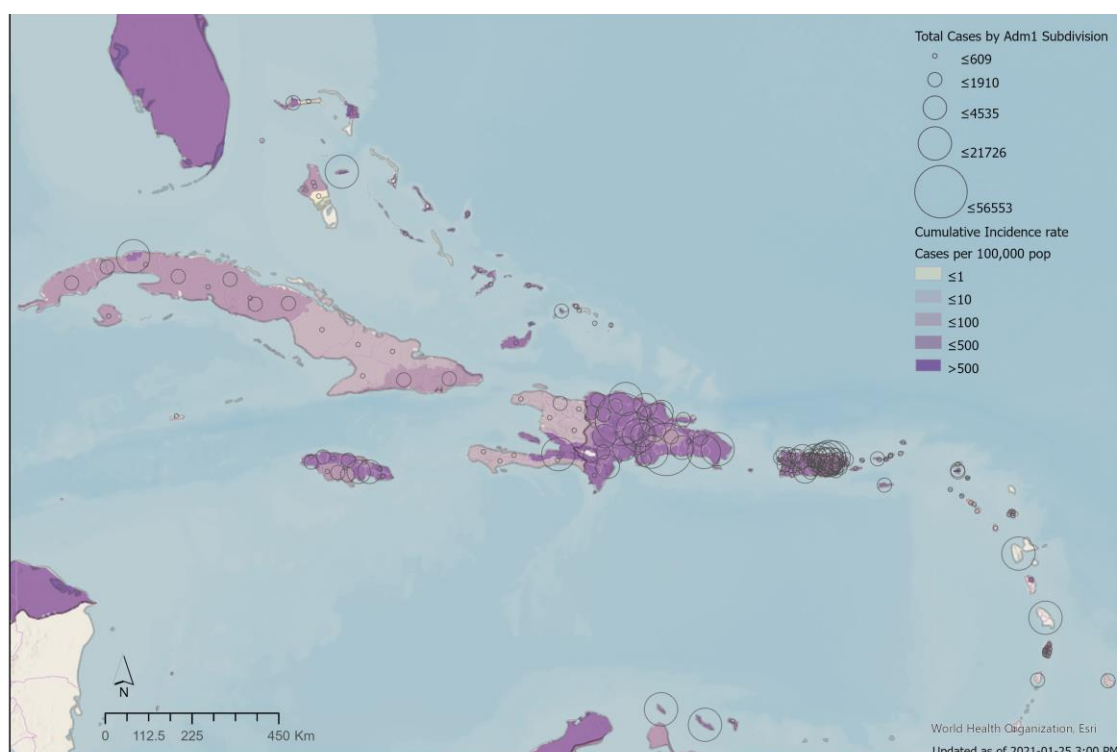 Total Cases by Adm1 Subdivision
≤609
≤1910
≤4535
≤21726
≤56553
Cumulative Incidence rate
Cases per 100,000 pop
≤1
≤10
≤100
≤500
>500
N
0 112.5 225 450 Km
World Health Organization, Esri
Updated as of 2021-01-25 3:00 PM